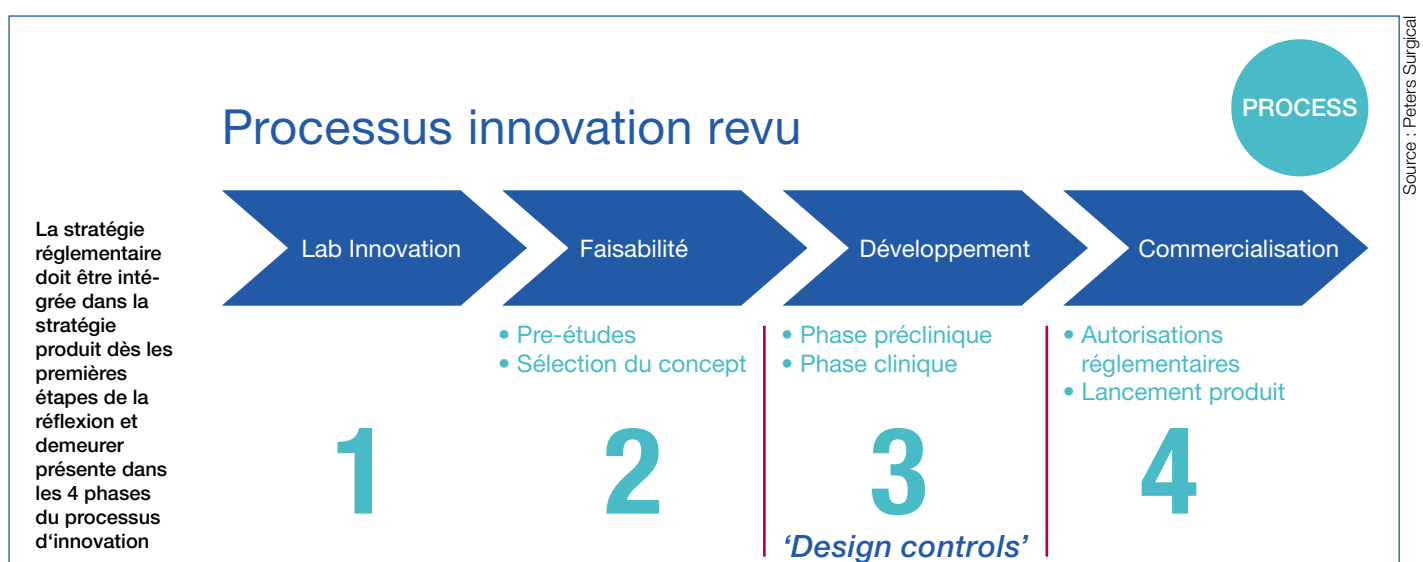 Source : Peters Surgical
PROCESS
Processus innovation revu
La stratégie
réglementaire
doit être inté-
grée dans la
stratégie
produit dès les
premières
étapes de la
réflexion et
demeurer
présente dans
les 4 phases
du processus
d‘innovation
Lab Innovation
Faisabilité
Développement
Commercialisation
• Pre-études
• Sélection du concept
• Phase préclinique
• Phase clinique
• Autorisations
réglementaires
• Lancement produit
1
2
3
4
‘Design controls’